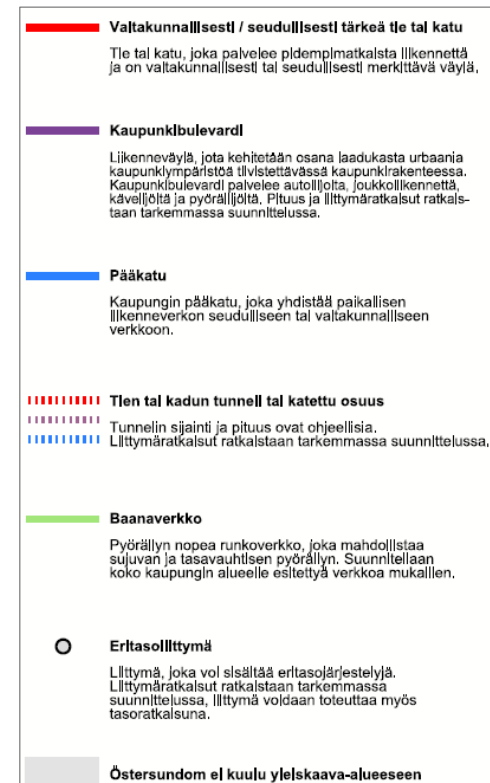 Valtakunnallisesti / seudullisesti tärkeä tie tai katu
Tie tai katu, joka palvelee pidempimatkaista liikennettä
ja on valtakunnallisesti tai seudullisesti merkittävä väylä.
Kaupunkibulevardi
Liikenneväylä, jota kehitetään osana laadukasta urbaania
kaupunkiympäristöä tiivistettävässä kaupunkirakenteessa.
Kaupunkibulevardi palvelee autoilijoita, joukkoliikennettä,
kävelijöitä ja pyöräilijöitä. Pituus ja liittymäratkaisut ratkais-
taan tarkemmassa suunnittelussa.
Pääkatu
Kaupungin pääkatu, joka yhdistää paikallisen
liikenneverkon seudulliseen tai valtakunnalliseen
verkkoon.
Tien tai kadun tunneli tai katettu osuus
Tunnelin sijainti ja pituus ovat ohjeellisia.
Liittymäratkaisut ratkaistaan tarkemmassa suunnittelussa.
Baanaverkko
Pyöräilyn nopea runkoverkko, joka mahdollistaa
sujuvan ja tasavauhtisen pyöräilyn. Suunnitellaan
koko kaupungin alueelle esitettyä verkkoa mukaillen.
Eritasoliittymä
Liittymä, joka voi sisältää eritasojärjestelyjä.
Liittymäratkaisut ratkaistaan tarkemmassa
suunnittelussa, liittymä voidaan toteuttaa myös
tasoratkaisuna.
Östersundom ei kuulu yleiskaava-alueeseen